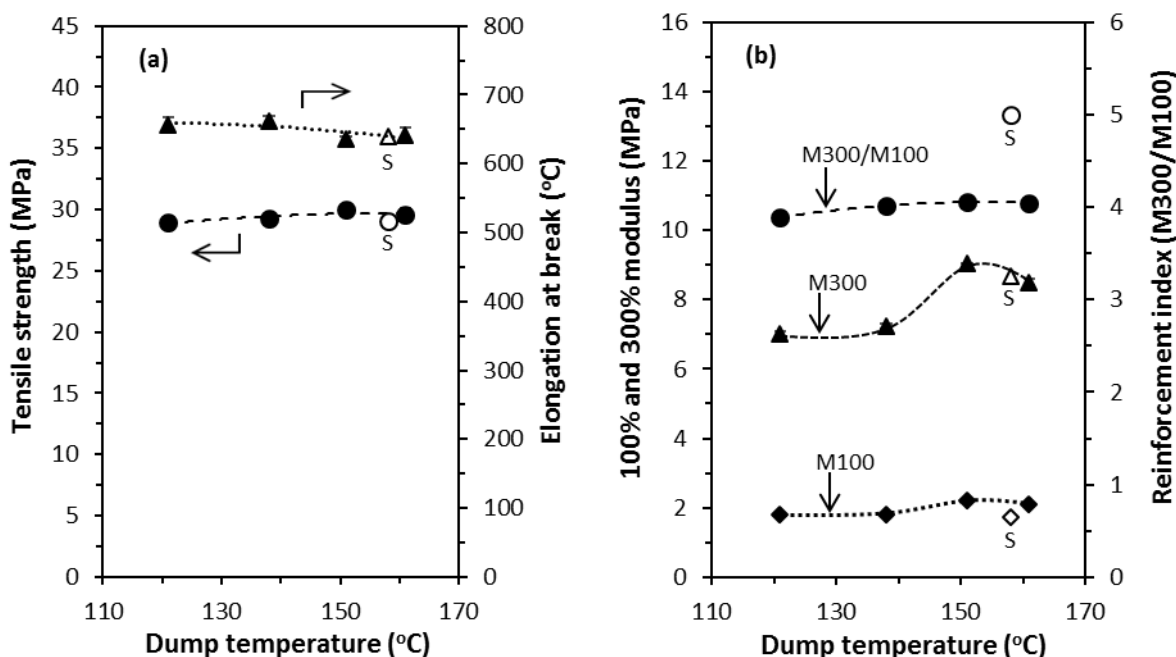 (a)
Tensile strength (MPa)
45
40
35
30
25
20
15
10
5
0
S
S
800
700
600
500
400
300
200
100
0
Elongation at break (°C)
110
130
150
170
Dump temperature (°C)
(b)
100% and 300% modulus (MPa)
16
14
12
10
8
6
4
2
0
S
M300/M100
M300
S
M100
S
6
5
4
3
2
1
0
Reinforcement index (M300/M100)
110
130
150
170
Dump temperature (°C)